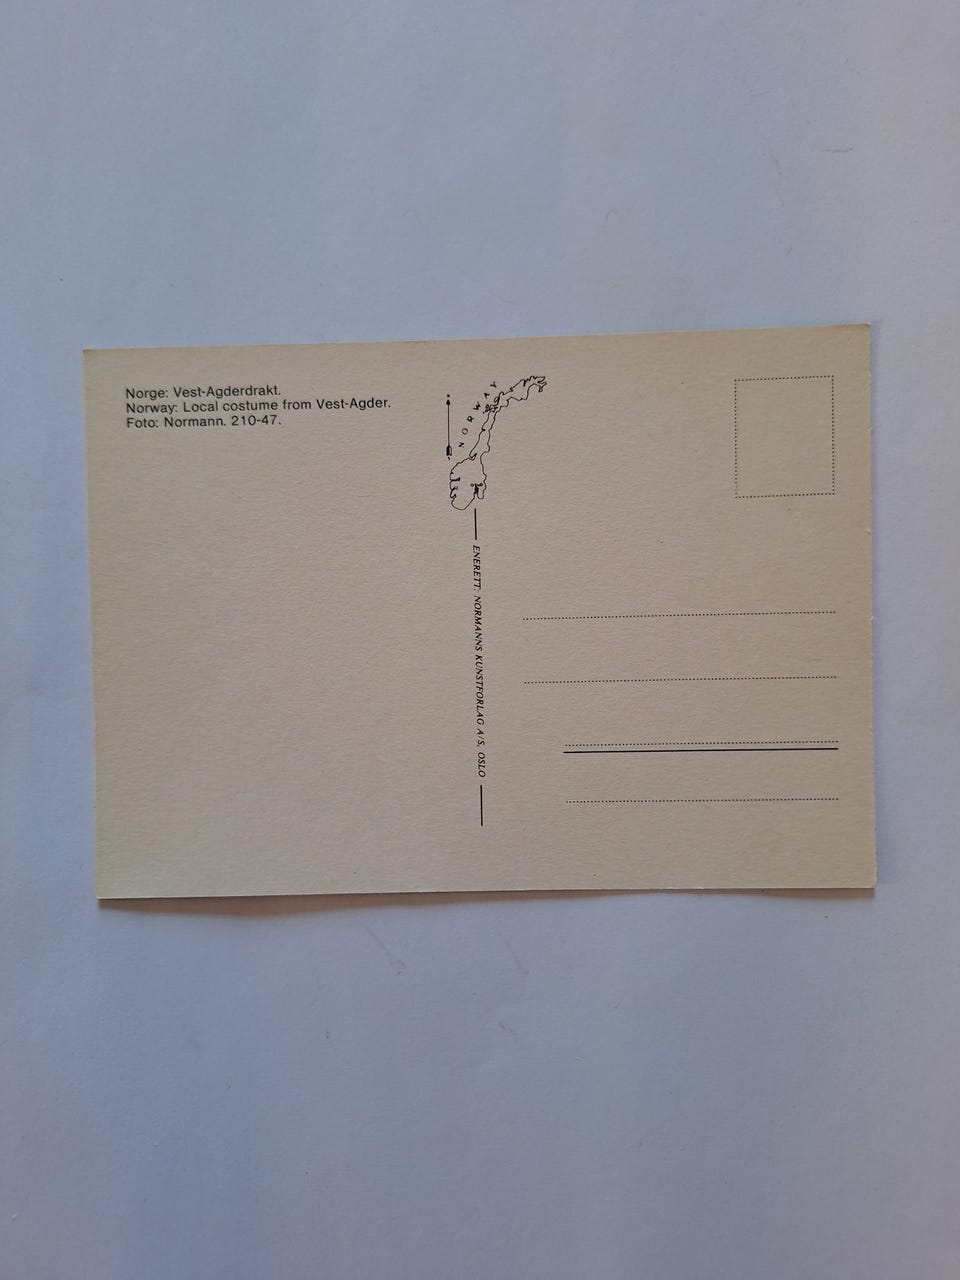 Norge: Vest-Agderdrakt.
Norway: Local costume from Vest-Agder.
Foto: Normann. 210-47.
NORWAY
ENERETT: NORMANNS KUNSTFORLAG A/S, OSLO